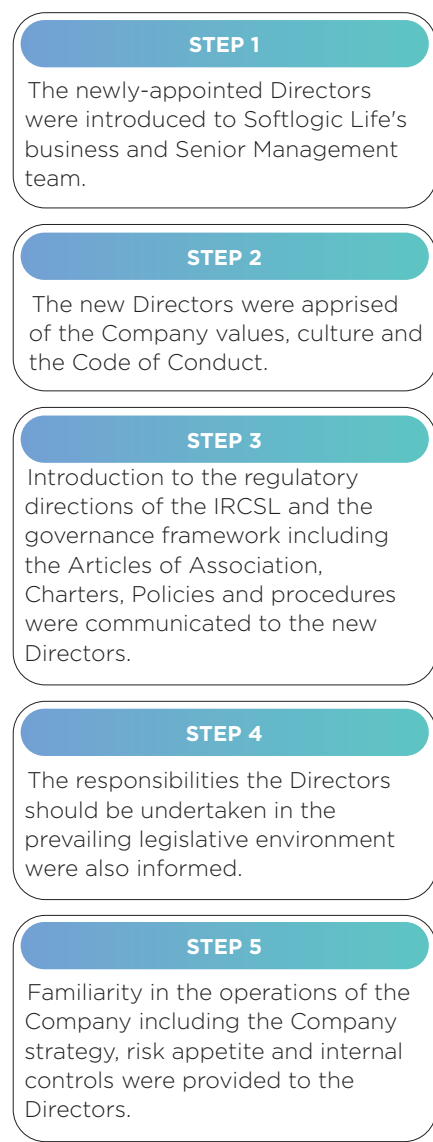 STEP 1
The newly-appointed Directors
were introduced to Softlogic Life's
business and Senior Management
team.
STEP 2
The new Directors were apprised
of the Company values, culture and
the Code of Conduct.
STEP 3
Introduction to the regulatory
directions of the IRCSL and the
governance framework including
the Articles of Association,
Charters, Policies and procedures
were communicated to the new
Directors.
STEP 4
The responsibilities the Directors
should be undertaken in the
prevailing legislative environment
were also informed.
STEP 5
Familiarity in the operations of the
Company including the Company
strategy, risk appetite and internal
controls were provided to the
Directors.